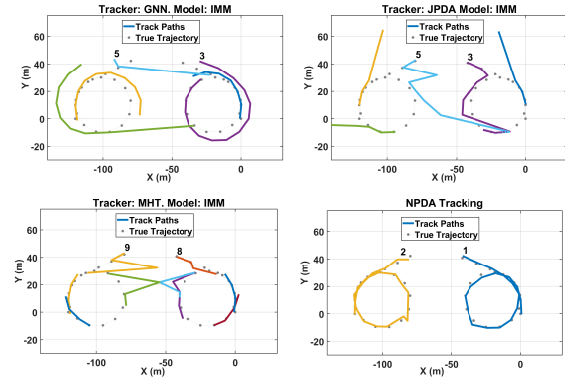 Tracker: GNN. Model: IMM
Track Paths
True Trajectory
5
3
Y (m)
60
40
20
0
-20
-100
-50
0
X (m)
Tracker: JPDA Model: IMM
Track Paths
True Trajectory
5
3
Y (m)
60
40
20
0
-20
-100
-50
0
X (m)
Tracker: MHT. Model: IMM
Track Paths
True Trajectory
9
8
Y (m)
60
40
20
0
-20
-100
-50
0
X (m)
NPDA Tracking
Track Paths
True Trajectory
2
1
Y (m)
60
40
20
0
-20
-100
-50
0
X (m)